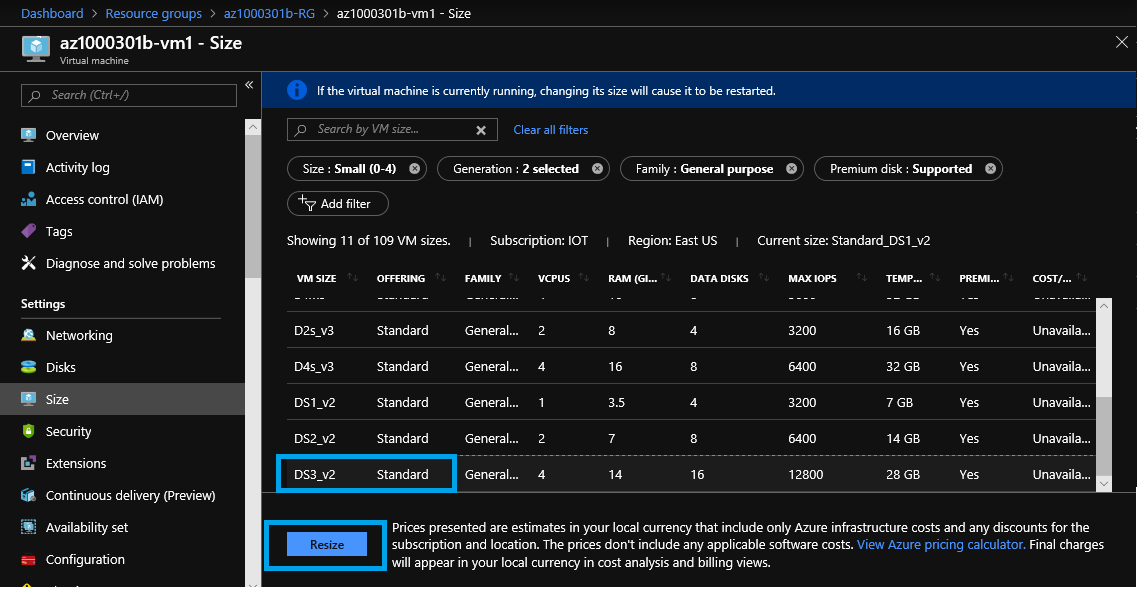 Dashboard > Resource groups > az1000301b-RG > az1000301b-vm1 - Size
az1000301b-vm1 - Size
Virtual machine
Search (Ctrl+/)
Overview
Activity log
Access control (IAM)
Tags
Diagnose and solve problems
Settings
Networking
Disks
Size
Security
Extensions
Continuous delivery (Preview)
Availability set
Configuration
If the virtual machine is currently running, changing its size will cause it to be restarted.
Search by VM size... Clear all filters
Size : Small (0-4) Generation : 2 selected Family : General purpose Premium disk : Supported
Add filter
Showing 11 of 109 VM sizes. | Subscription: IOT | Region: East US | Current size: Standard_DS1_v2
VM SIZE OFFERING FAMILY VCPUS RAM (GI... DATA DISKS MAX IOPS TEMP... PREMI... COST/...
D2s_v3 Standard General... 2 8 4 3200 16 GB Yes Unavaila...
D4s_v3 Standard General... 4 16 8 6400 32 GB Yes Unavaila...
DS1_v2 Standard General... 1 3.5 4 3200 7 GB Yes Unavaila...
DS2_v2 Standard General... 2 7 8 6400 14 GB Yes Unavaila...
DS3_v2 Standard General... 4 14 16 12800 28 GB Yes Unavaila...
Resize
Prices presented are estimates in your local currency that include only Azure infrastructure costs and any discounts for the
subscription and location. The prices don't include any applicable software costs. View Azure pricing calculator. Final charges
will appear in your local currency in cost analysis and billing views.